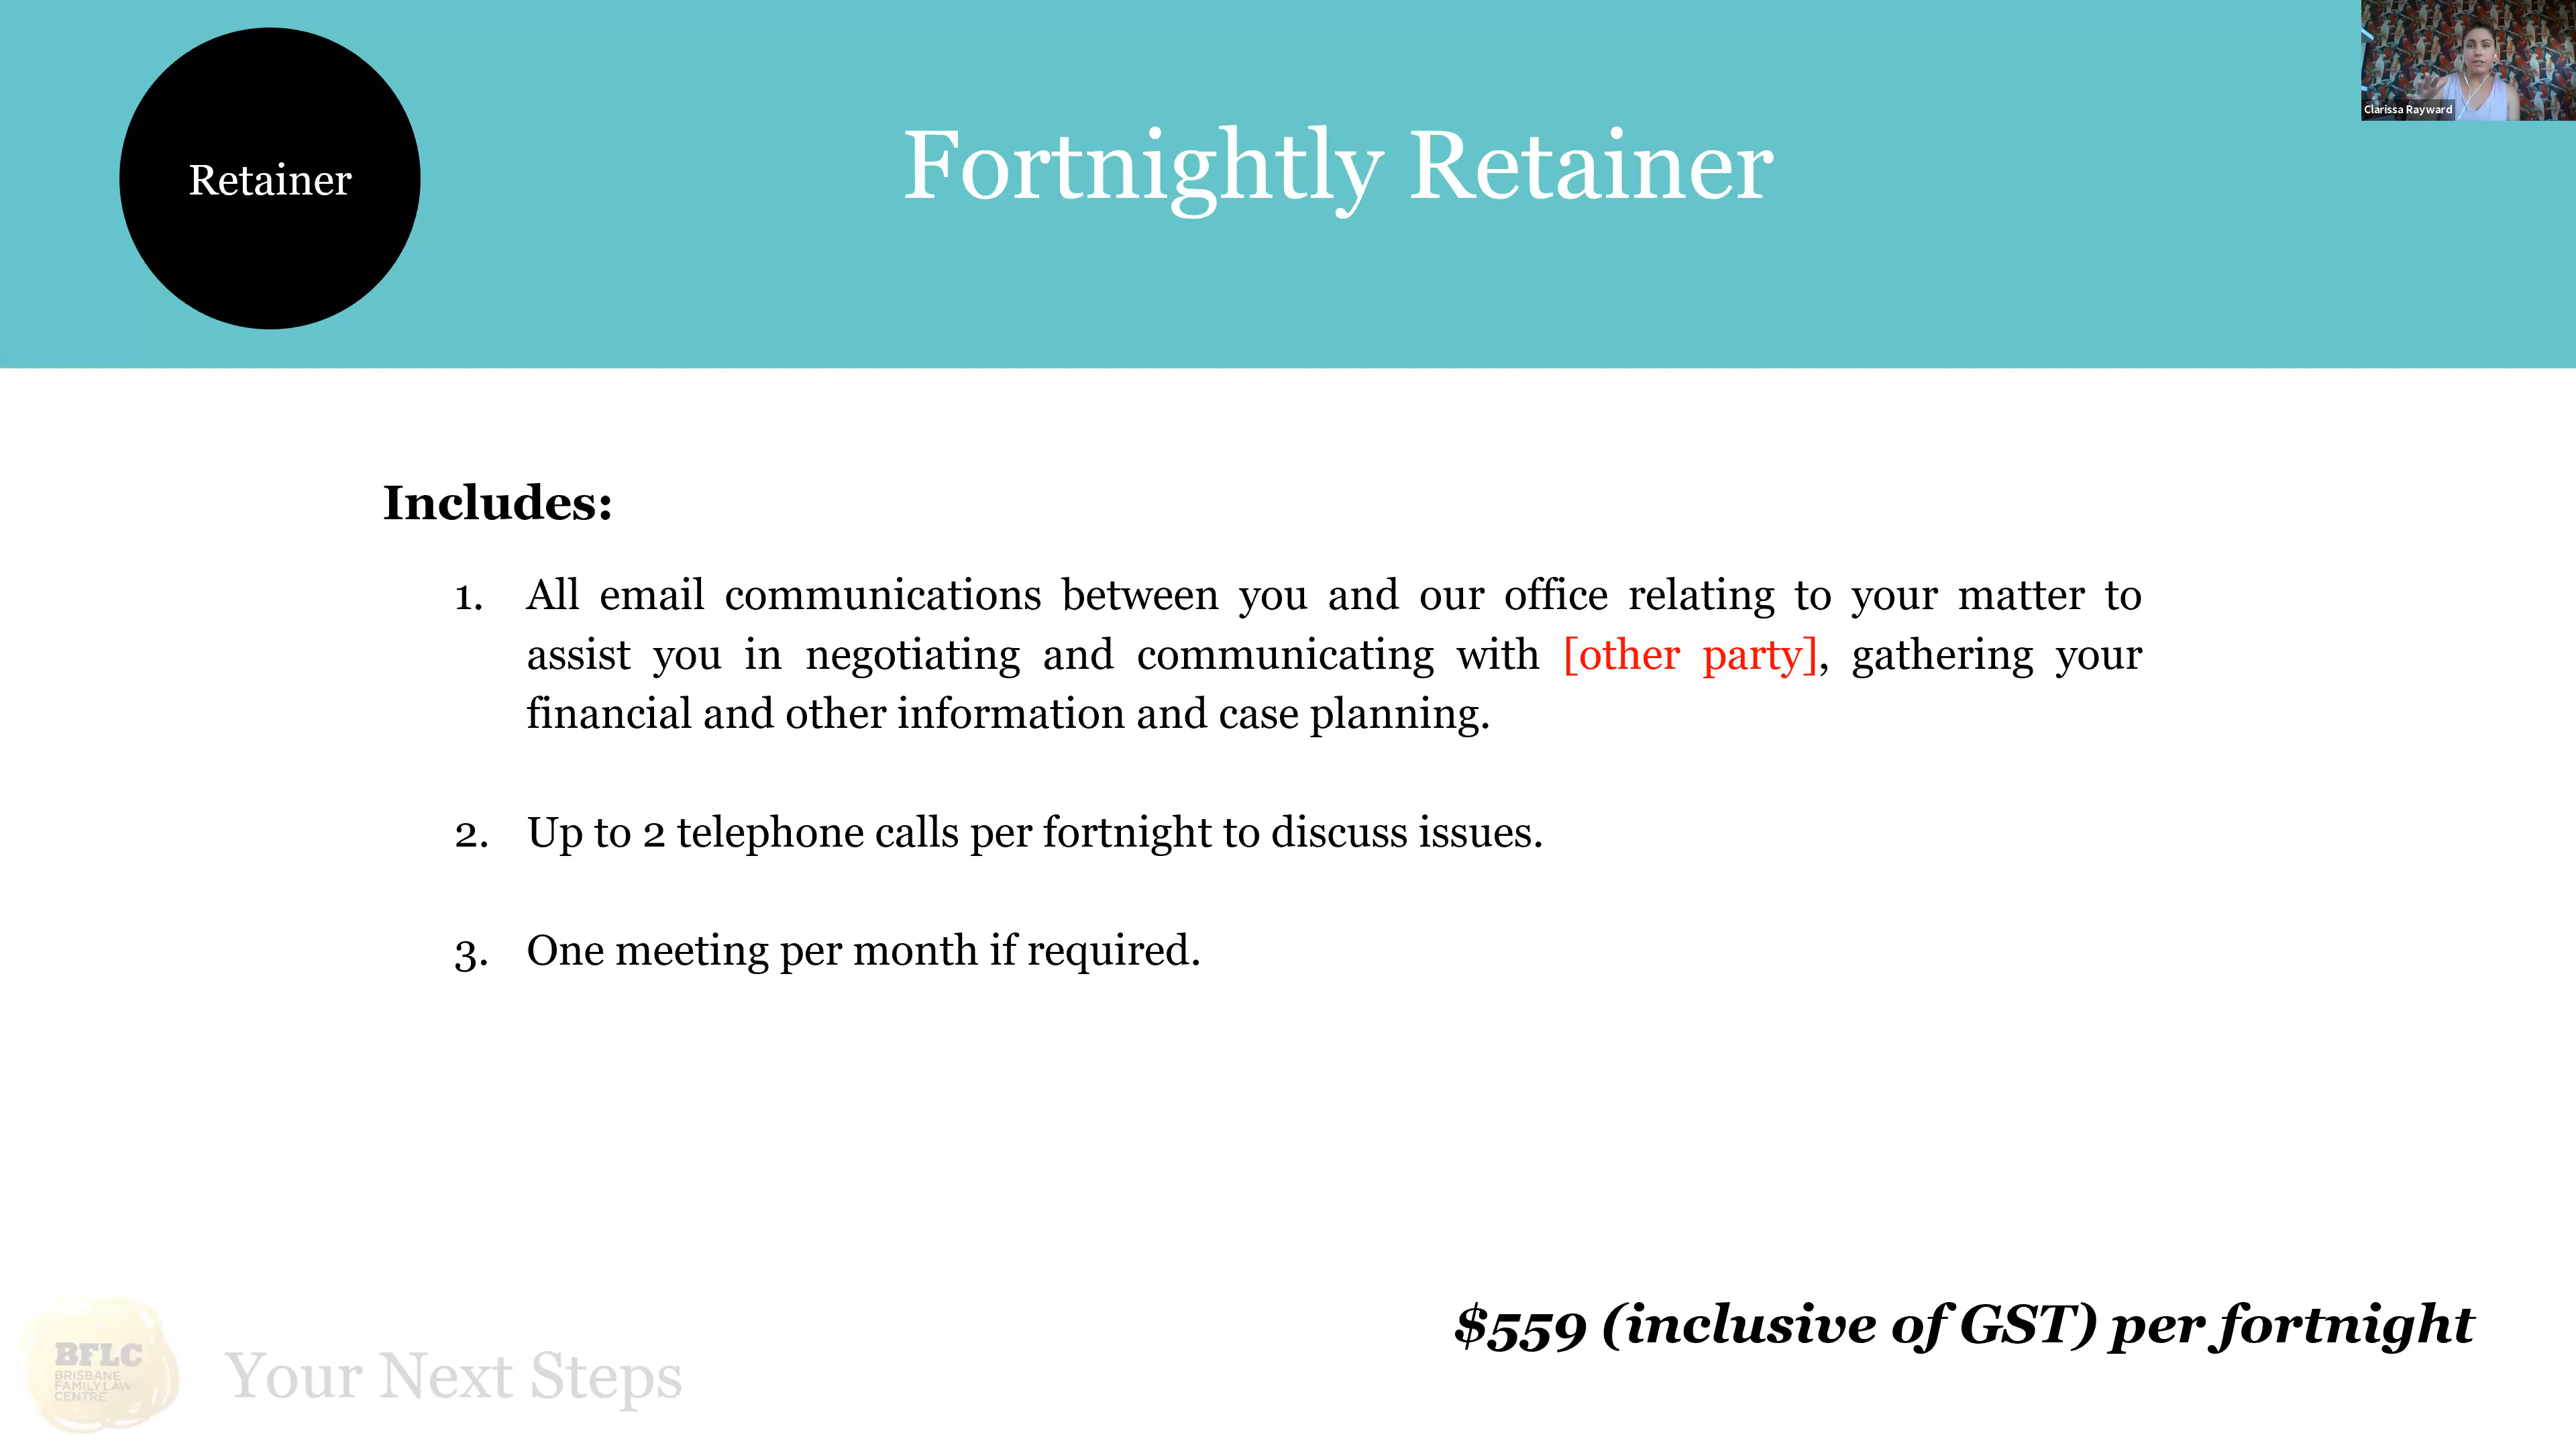 Retainer
Fortnightly Retainer
Clarissa Rayward
Includes:
1. All email communications between you and our office relating to your matter to
assist you in negotiating and communicating with [other party], gathering your
financial and other information and case planning.
2. Up to 2 telephone calls per fortnight to discuss issues.
3. One meeting per month if required.
$559 (inclusive of GST) per fortnight
BFLC
BRISBANE
FAMILY LAW
CENTRE
Your Next Steps